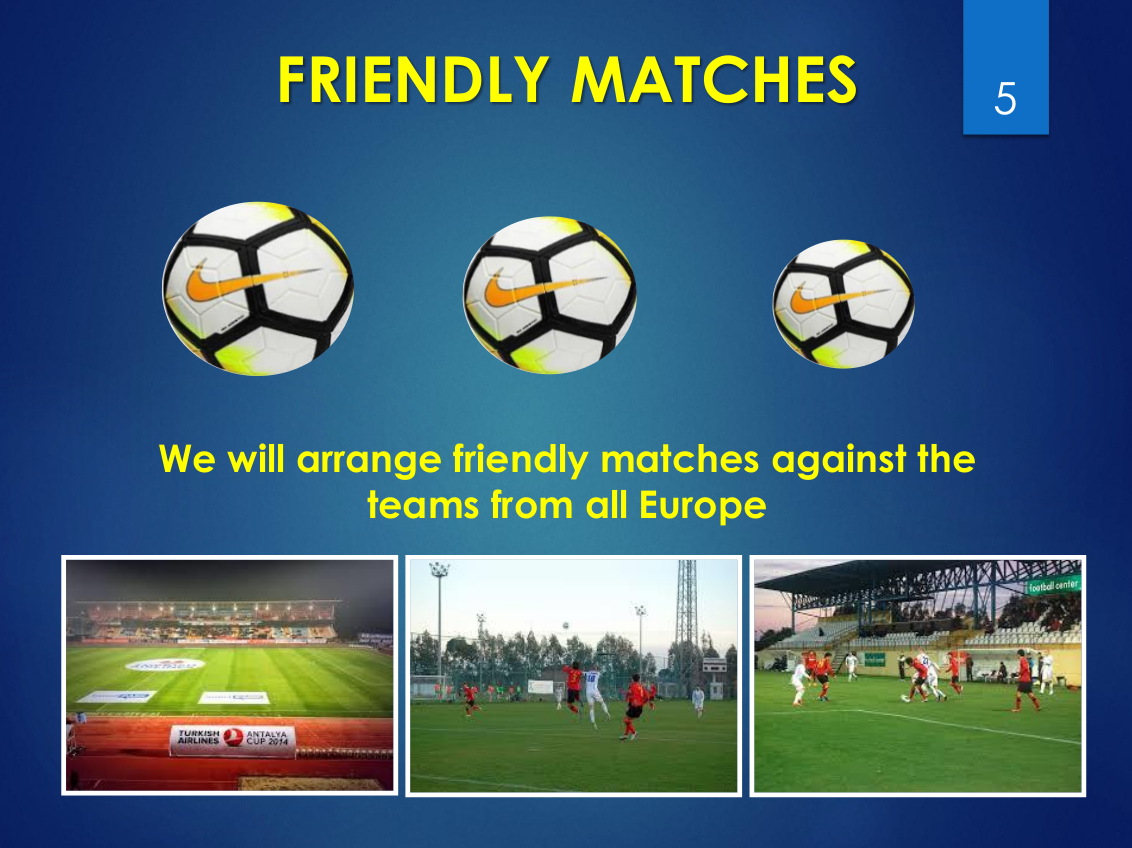 FRIENDLY MATCHES
5
We will arrange friendly matches against the
teams from all Europe
TURKISH
AIRLINES
ANTALYA
CUP 2014
football center
10